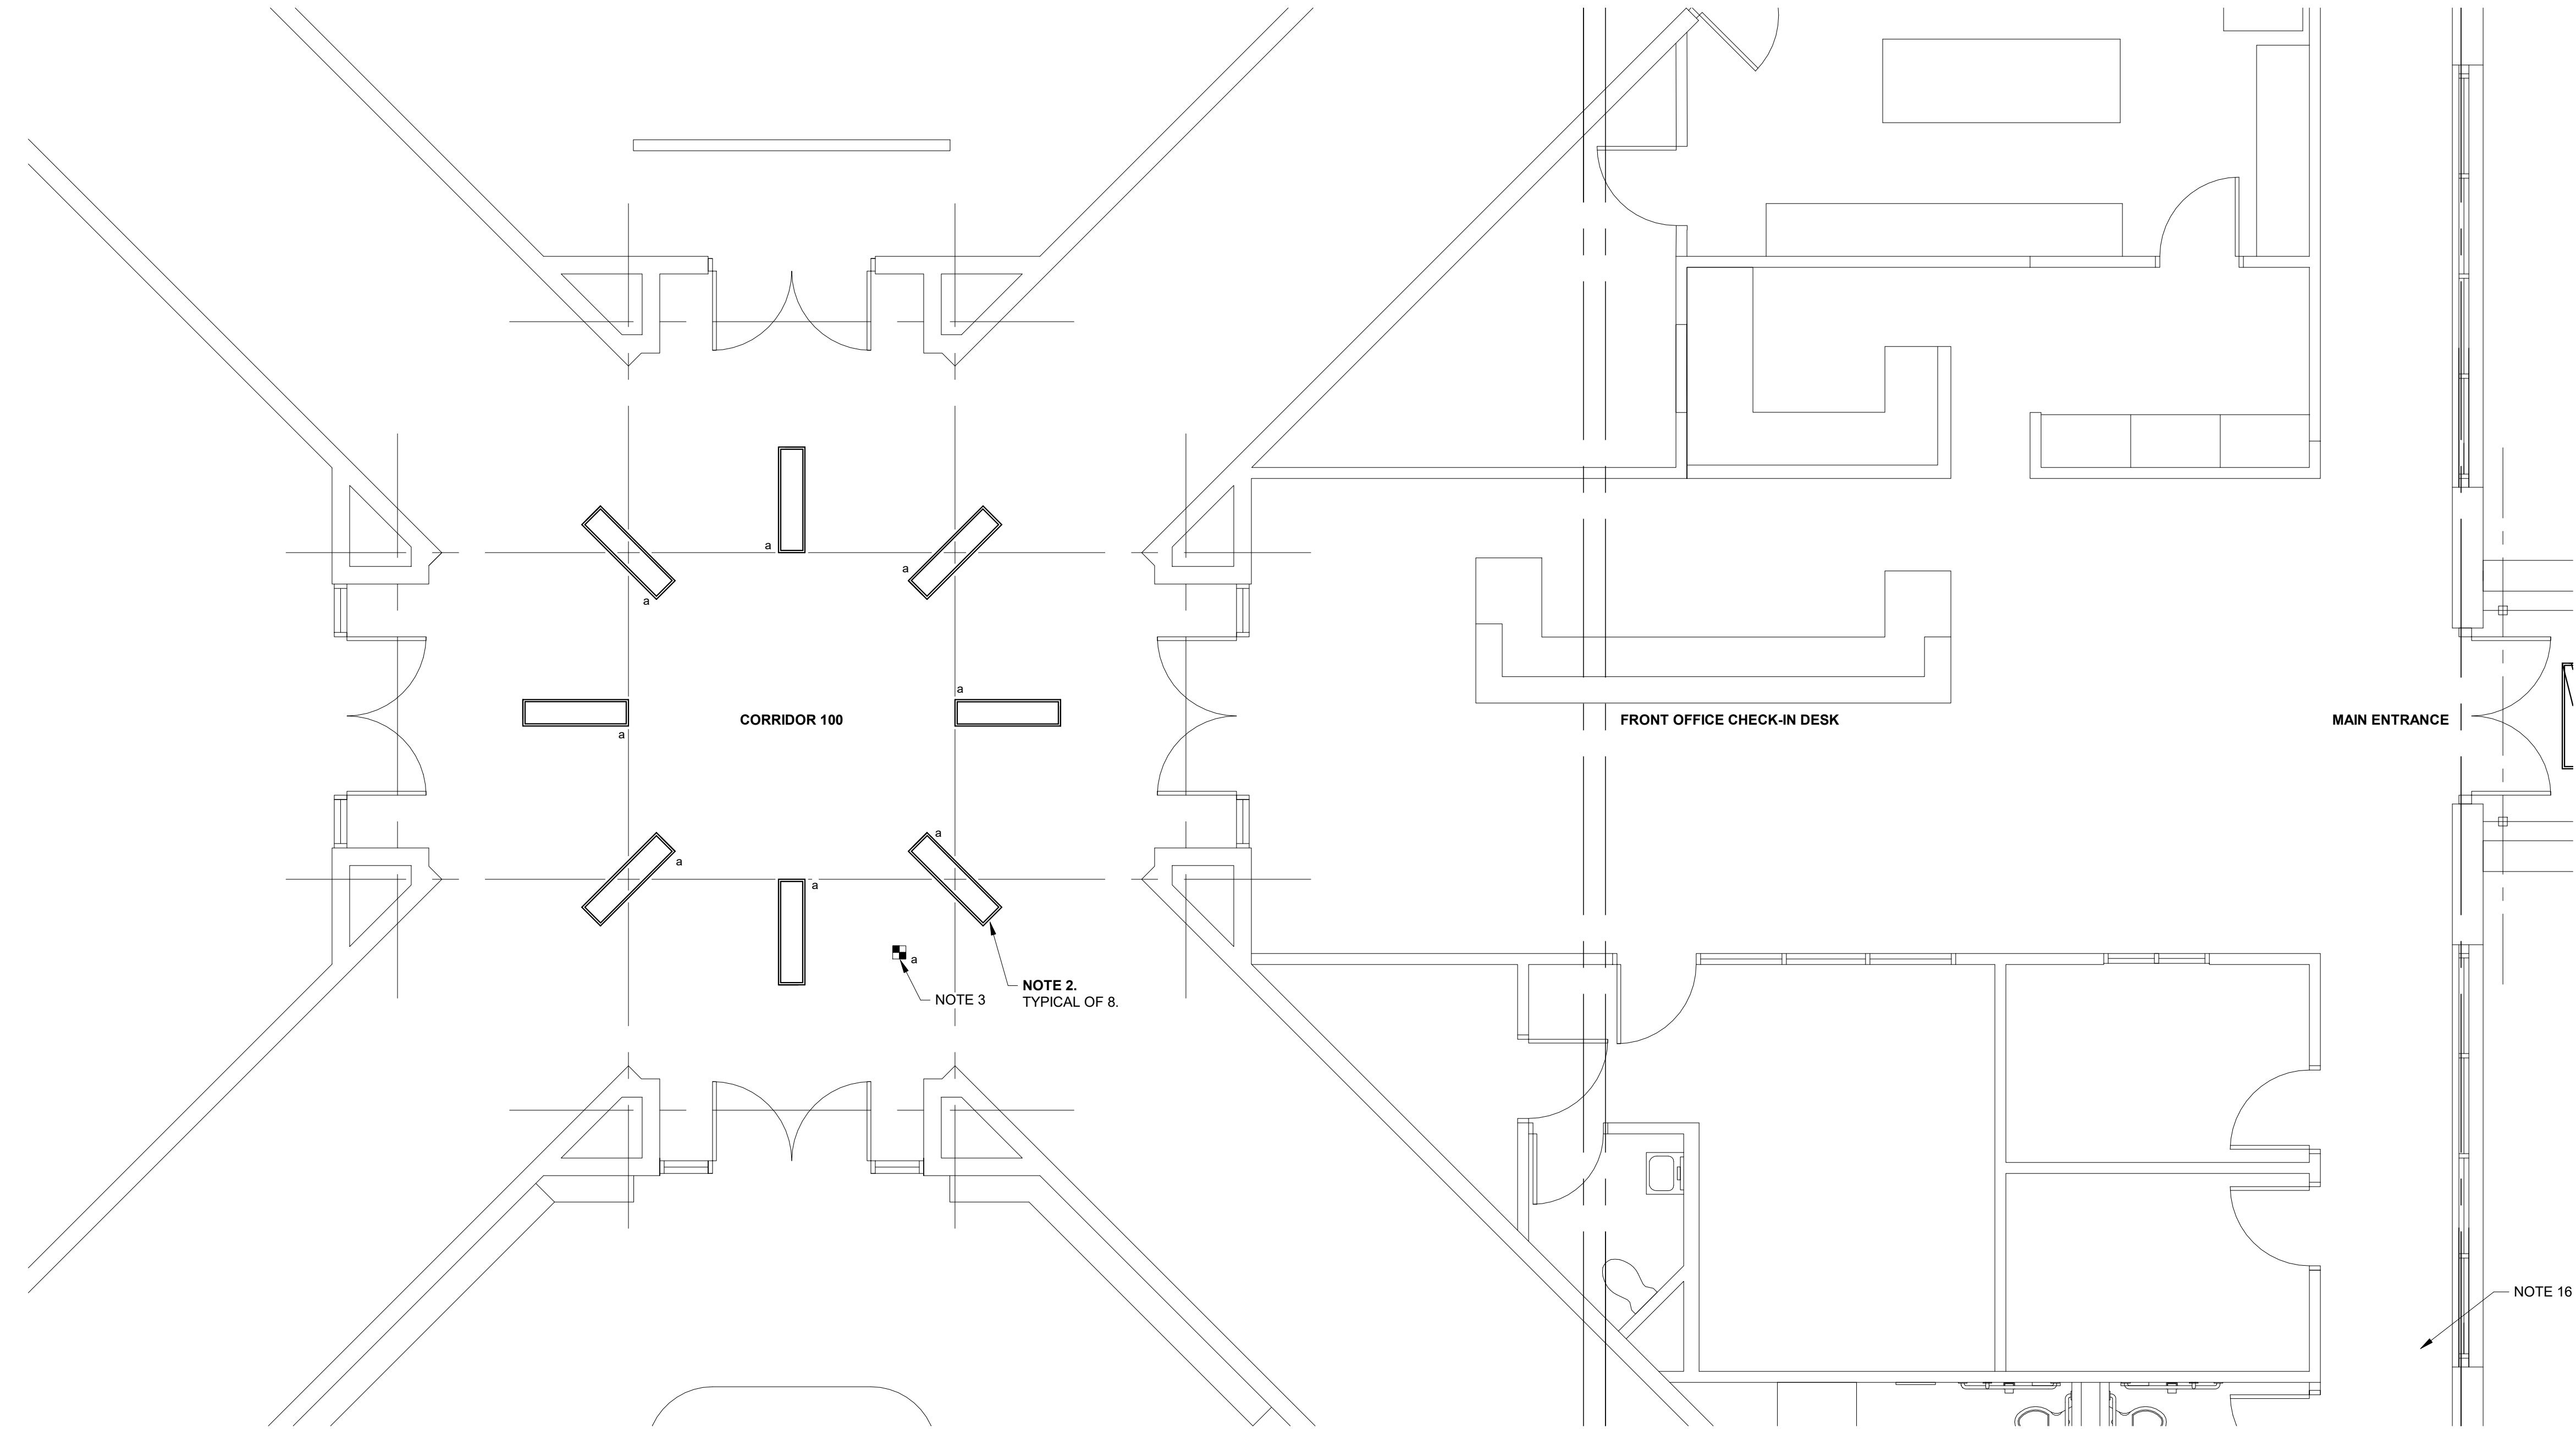 a
a
a
a
CORRIDOR 100
FRONT OFFICE CHECK-IN DESK
MAIN ENTRANCE
a
a
a
a
a
NOTE 2.
TYPICAL OF 8.
NOTE 3
NOTE 16